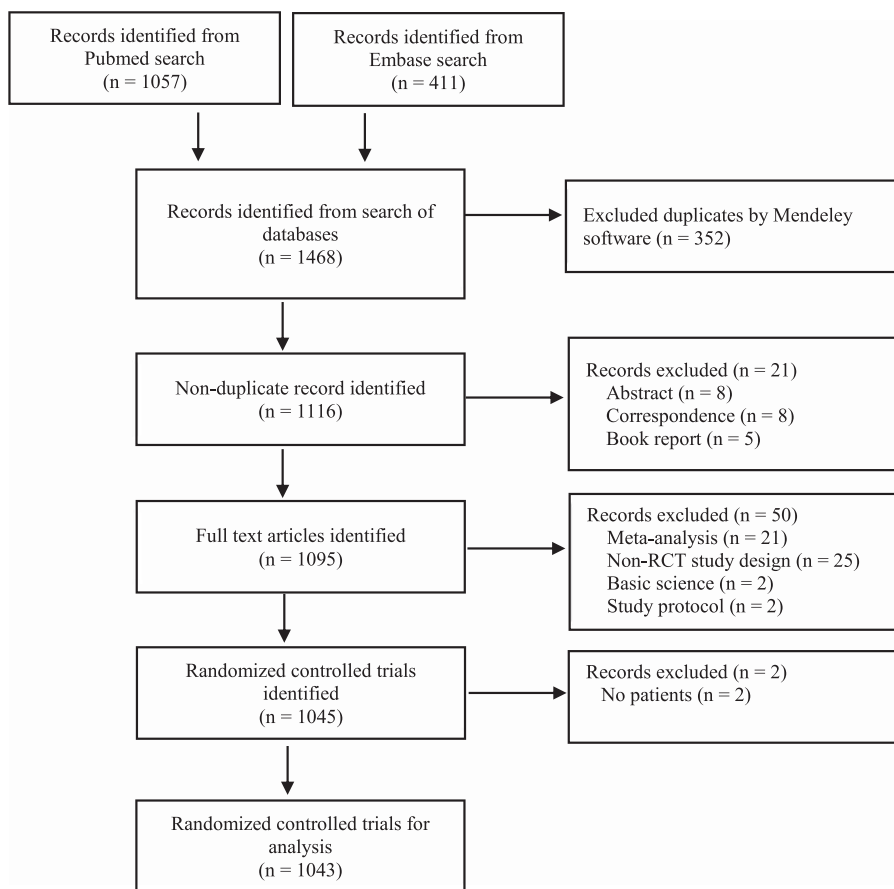 Records identified from
Pubmed search
(n = 1057)
Records identified from
Embase search
(n = 411)
Records identified from search of
databases
(n = 1468)
Excluded duplicates by Mendeley
software (n = 352)
Non-duplicate record identified
(n = 1116)
Records excluded (n = 21)
Abstract (n = 8)
Correspondence (n = 8)
Book report (n = 5)
Full text articles identified
(n = 1095)
Records excluded (n = 50)
Meta-analysis (n = 21)
Non-RCT study design (n = 25)
Basic science (n = 2)
Study protocol (n = 2)
Randomized controlled trials
identified
(n = 1045)
Records excluded (n = 2)
No patients (n = 2)
Randomized controlled trials for
analysis
(n = 1043)